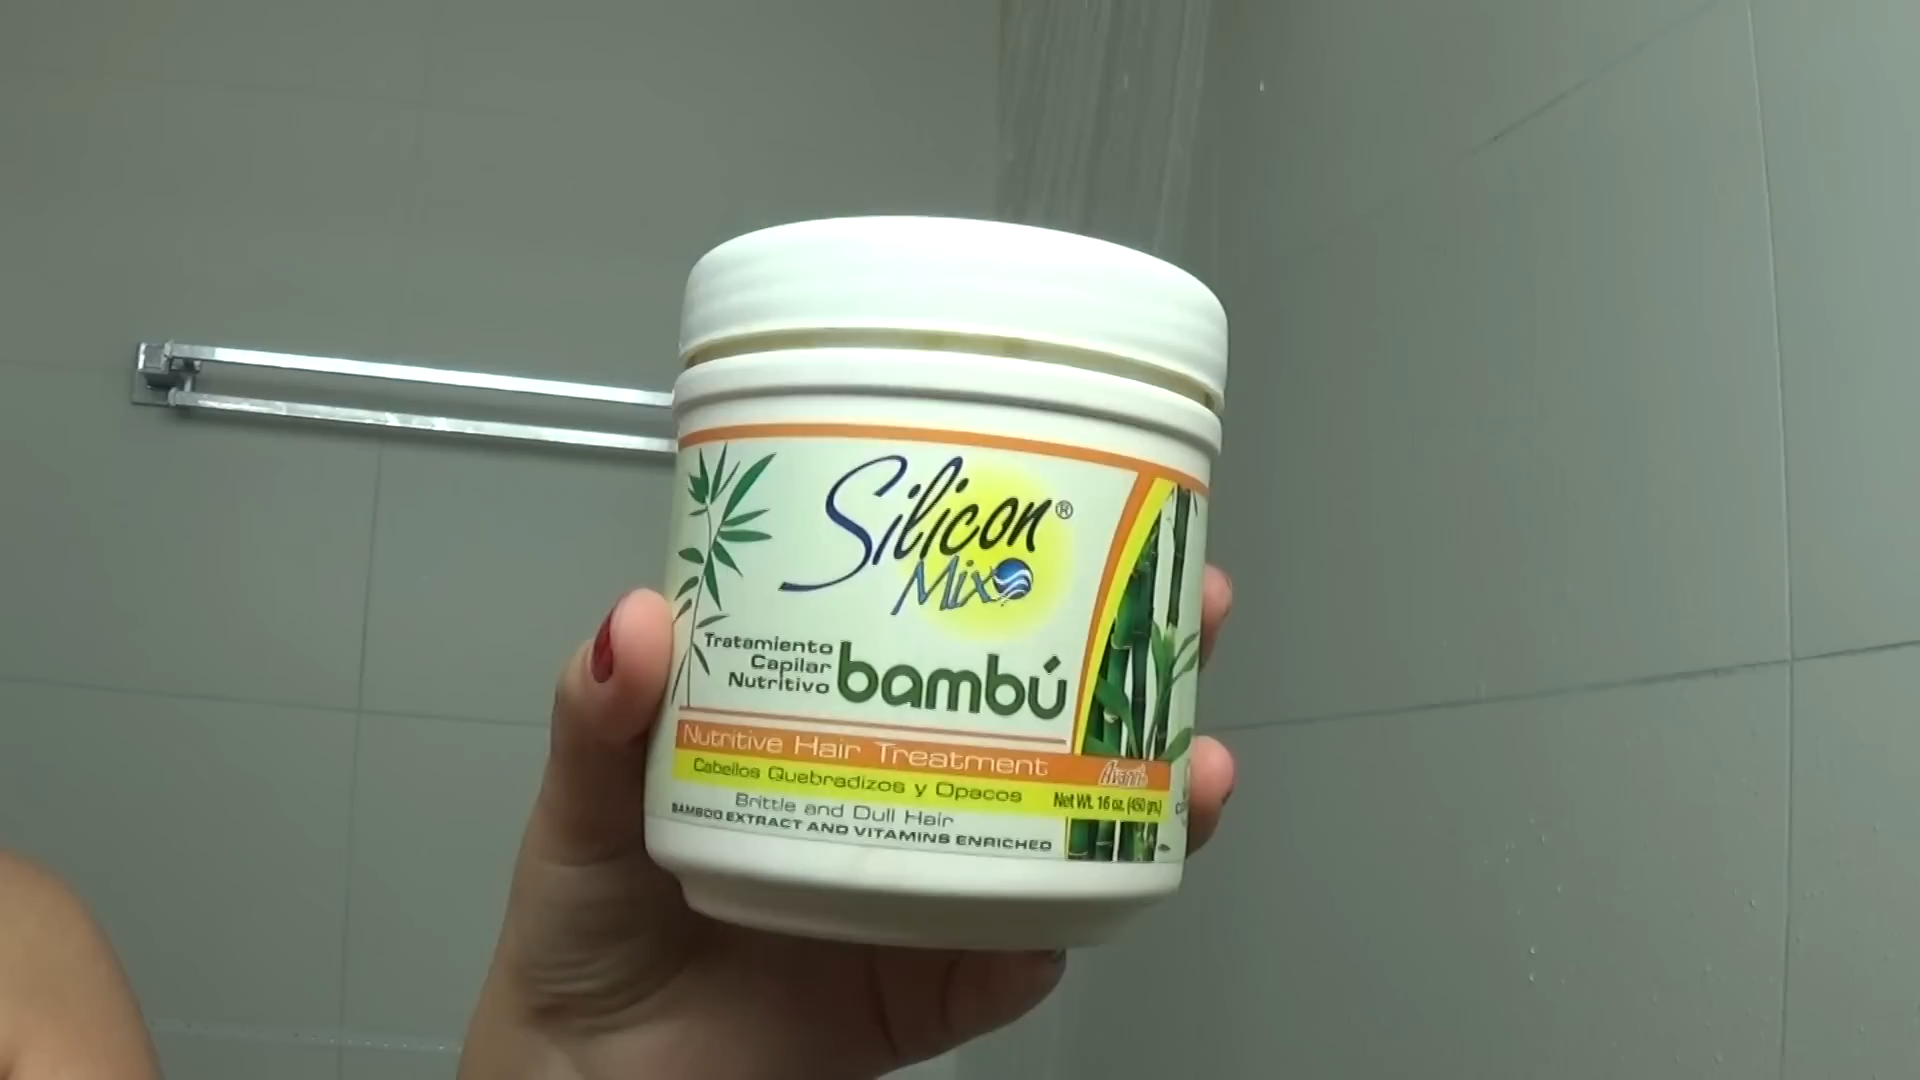 Silicon®
Mix
Tratamiento
Capilar
Nutritivo
bambú
Nutritive Hair Treatment
Avanti
Cabellos Quebradizos y Opacos
Net Wt. 16 oz. (450 grs.)
Brittle and Dull Hair
BAMBOO EXTRACT AND VITAMINS ENRICHED